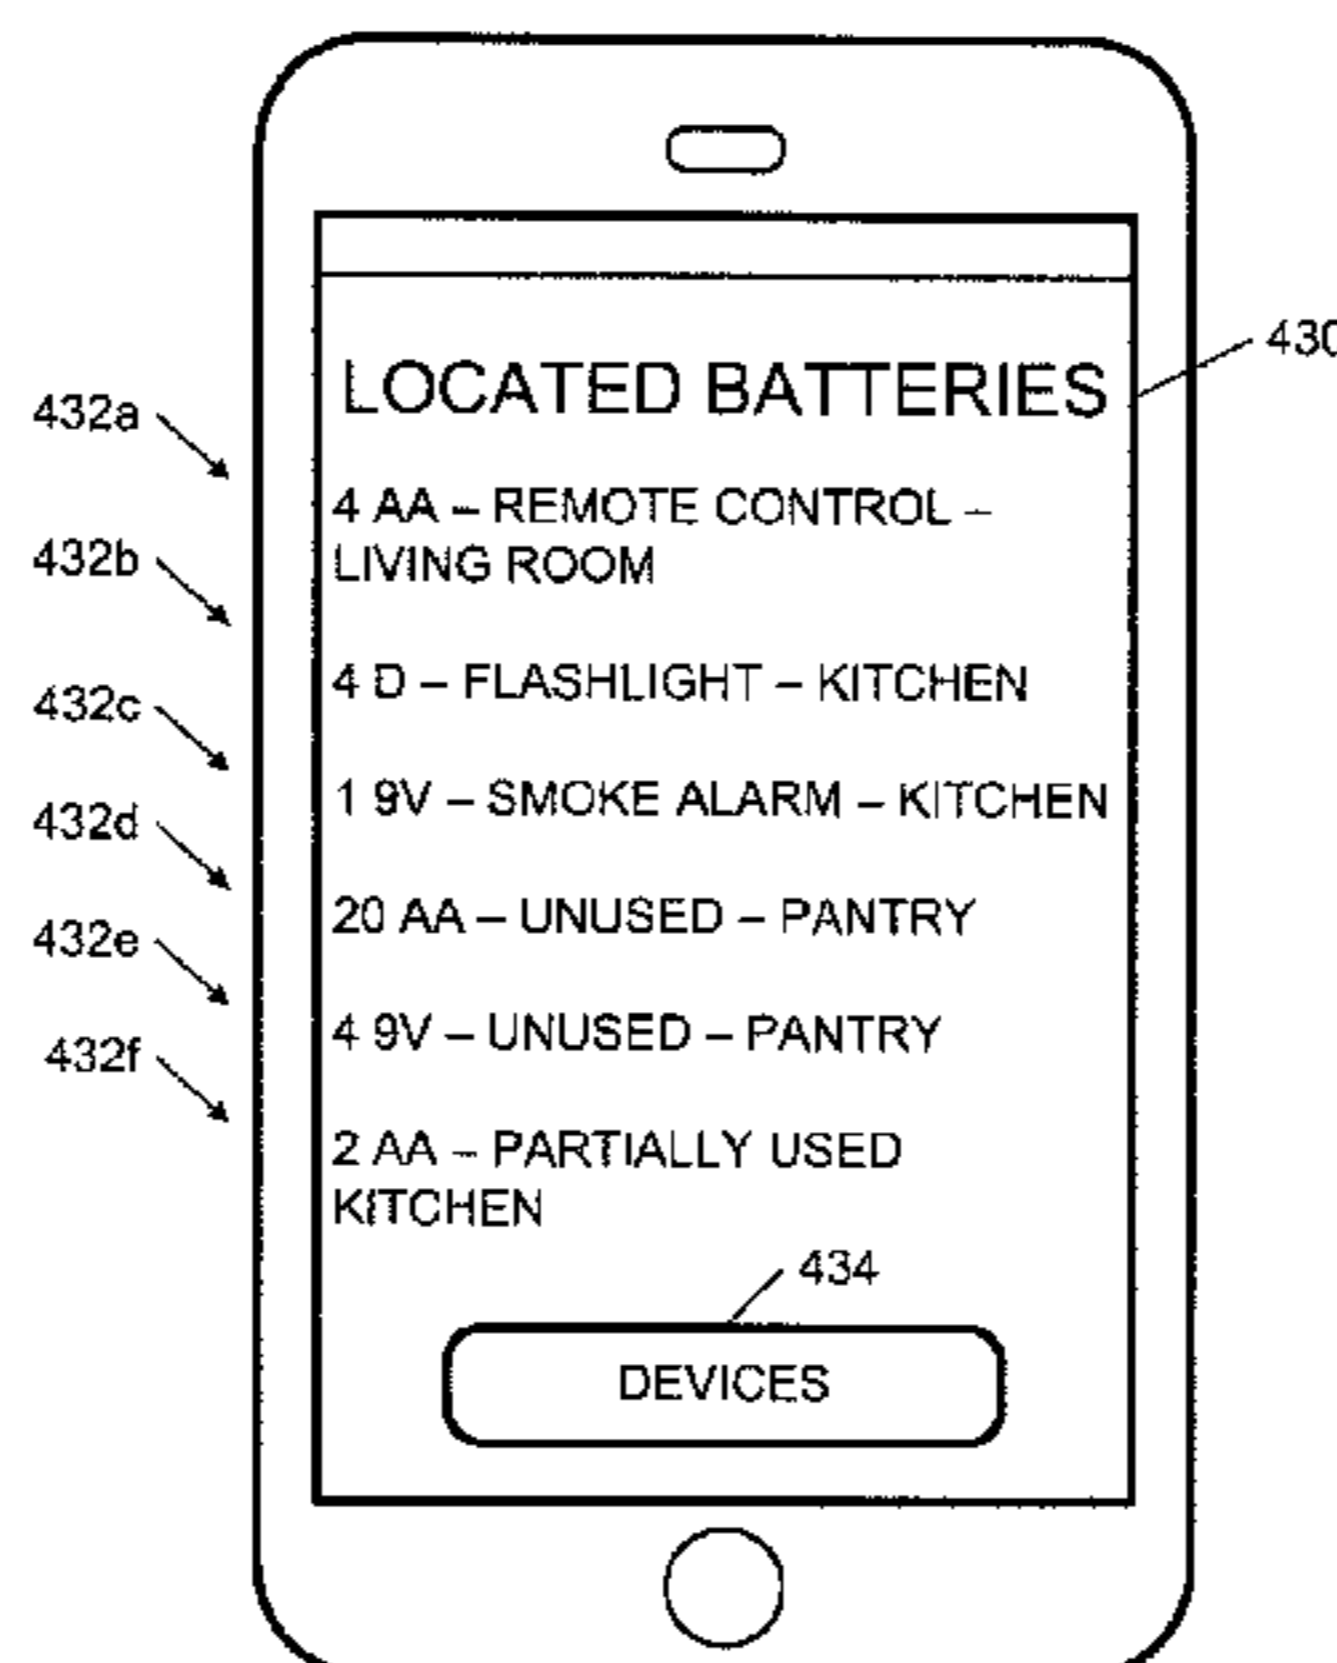 LOCATED BATTERIES
430
432a
4 AA – REMOTE CONTROL –
LIVING ROOM
432b
4 D – FLASHLIGHT – KITCHEN
432c
1 9V – SMOKE ALARM – KITCHEN
432d
20 AA – UNUSED – PANTRY
432e
4 9V – UNUSED – PANTRY
432f
2 AA – PARTIALLY USED
KITCHEN
434
DEVICES